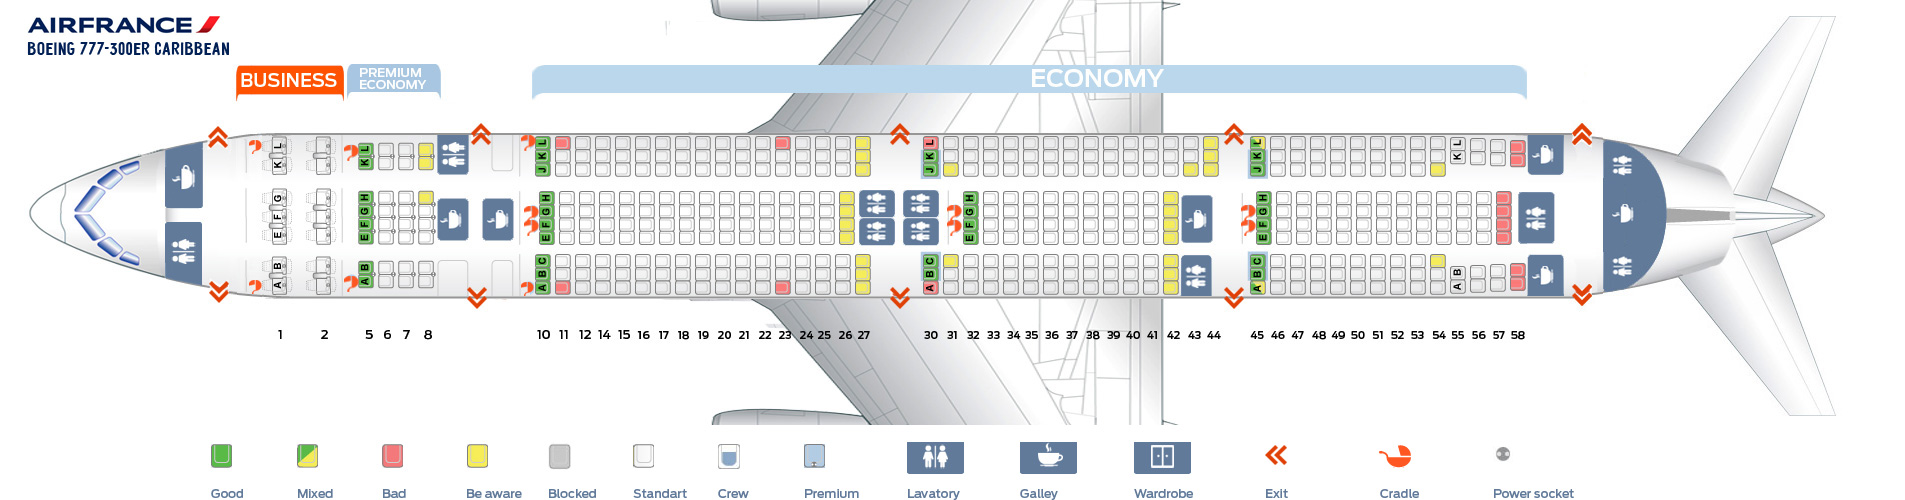 AIRFRANCE
BOEING 777-300ER CARIBBEAN
BUSINESS
PREMIUM
ECONOMY
ECONOMY
K L
K L
J K L
J K L
J K L
K L
E F G
E F G H
E F G H
E F G H
E F G H
A B
A B
A B C
A B C
A B C
A B
1 2 5 6 7 8 10 11 12 14 15 16 17 18 19 20 21 22 23 24 25 26 27 30 31 32 33 34 35 36 37 38 39 40 41 42 43 44 45 46 47 48 49 50 51 52 53 54 55 56 57 58
Good Mixed Bad Be aware Blocked Standart Crew Premium Lavatory Galley Wardrobe Exit Cradle Power socket